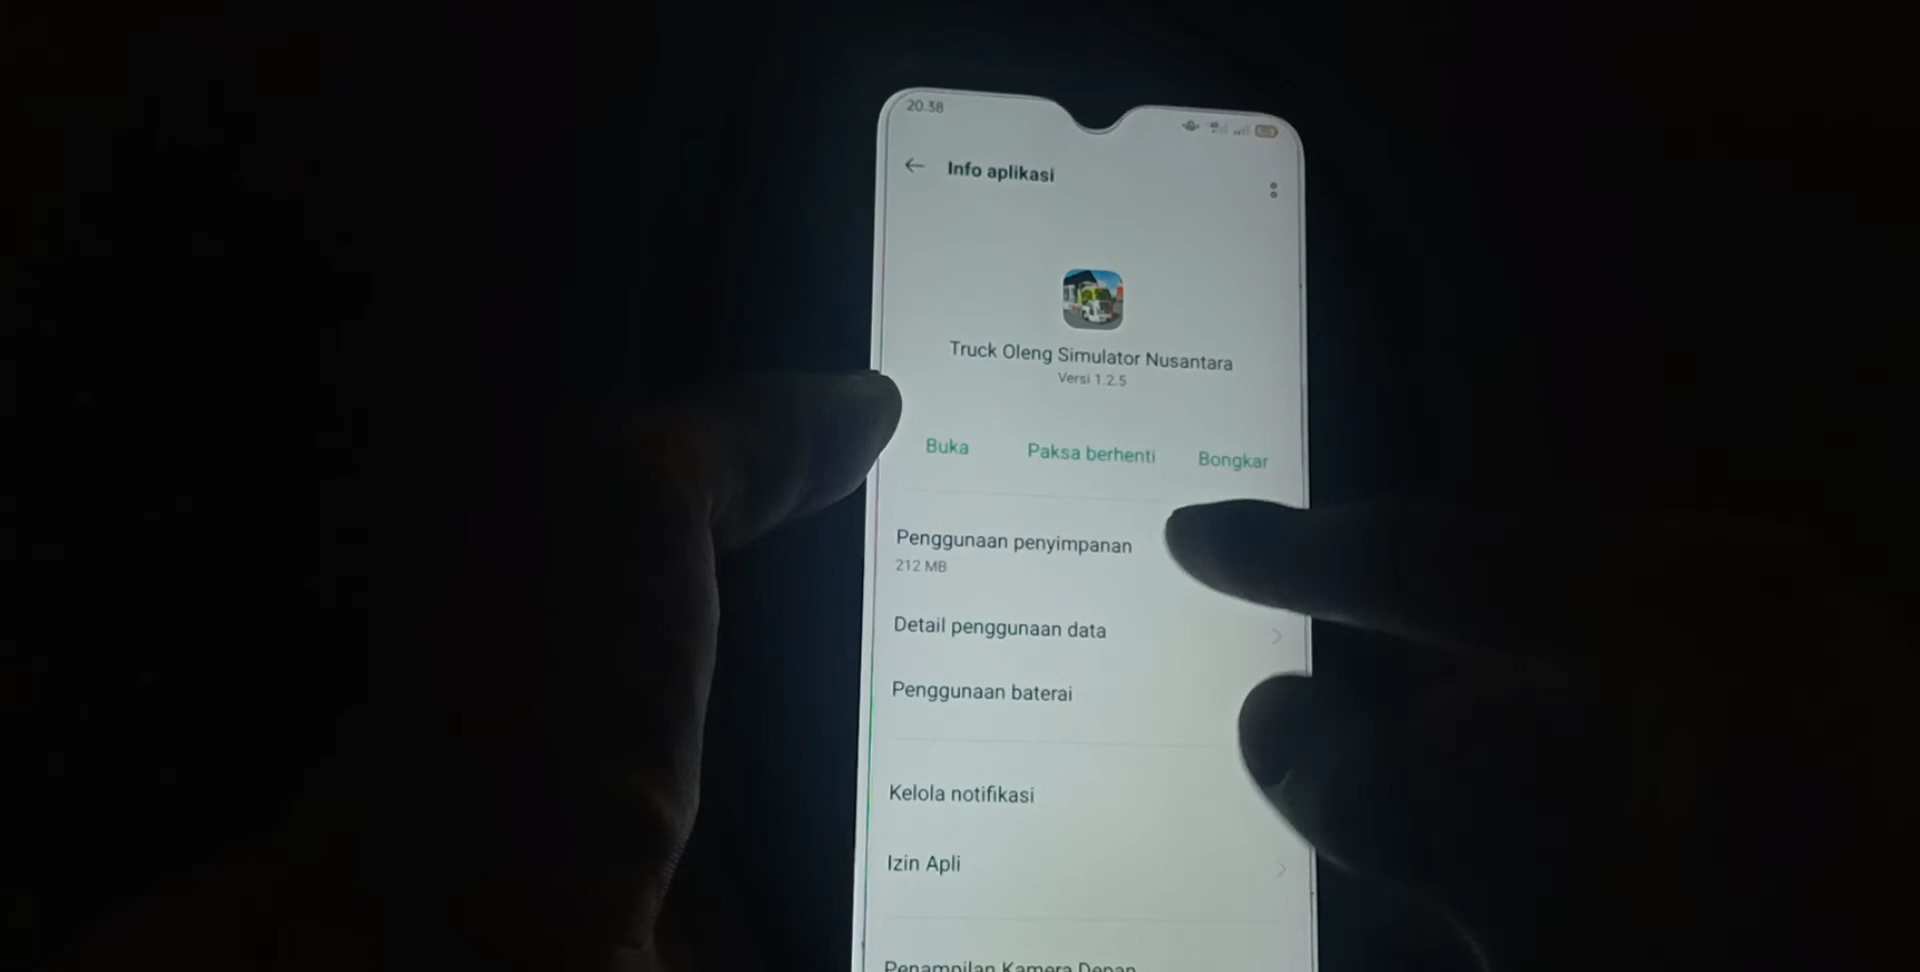 20.38
Info aplikasi
Truck Oleng Simulator Nusantara
Versi 1.2.5
Buka
Paksa berhenti
Bongkar
Penggunaan penyimpanan
212 MB
Detail penggunaan data
Penggunaan baterai
Kelola notifikasi
Izin Apli
Penampilan Kamera Depan